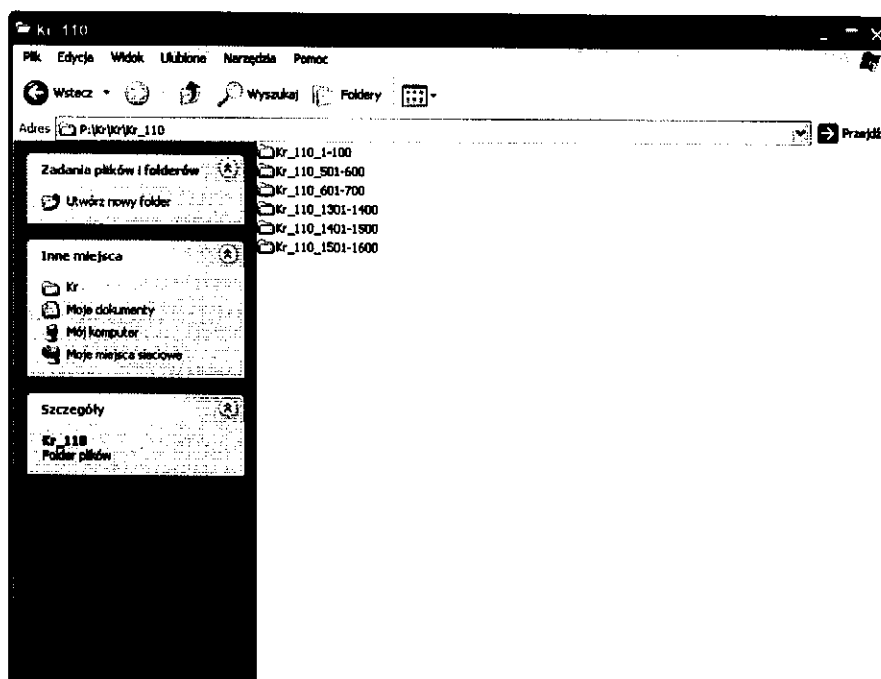 Kr_110
Plik Edycja Widok Ulubione Narzędzia Pomoc
Wstecz Wyszukaj Foldery
Adres P:\Kr\Kr\Kr_110 Przejdź
Zadania plików i folderów
Utwórz nowy folder
Inne miejsca
Kr
Moje dokumenty
Mój komputer
Moje miejsca sieciowe
Szczegóły
Kr_110
Folder plików
Kr_110_1-100
Kr_110_501-600
Kr_110_601-700
Kr_110_1301-1400
Kr_110_1401-1500
Kr_110_1501-1600